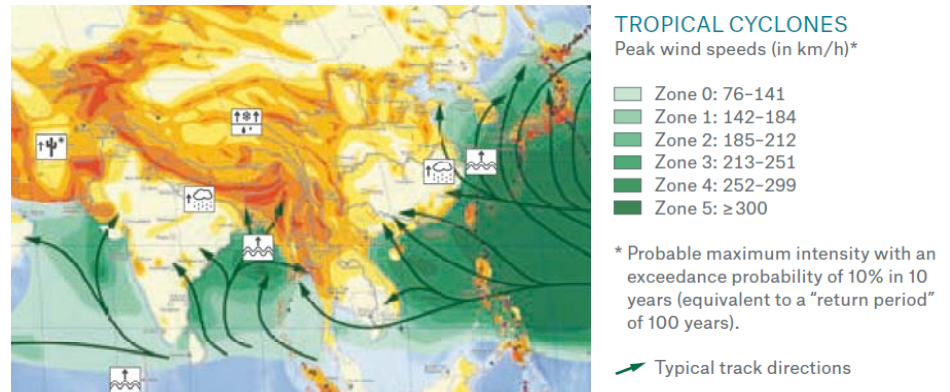 TROPICAL CYCLONES
Peak wind speeds (in km/h)*
Zone 0: 76–141
Zone 1: 142–184
Zone 2: 185–212
Zone 3: 213–251
Zone 4: 252–299
Zone 5: ≥ 300
* Probable maximum intensity with an
exceedance probability of 10% in 10
years (equivalent to a “return period”
of 100 years).
Typical track directions